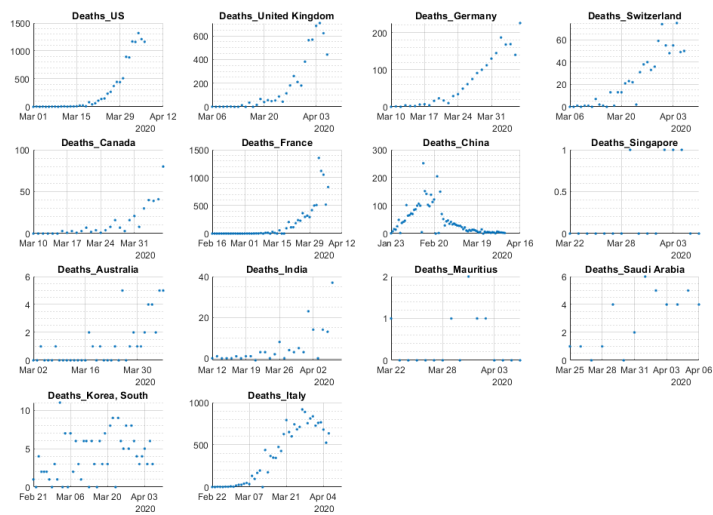 Deaths_US
1500
1000
500
0
Mar 01 Mar 15 Mar 29 Apr 12
2020
Deaths_United Kingdom
600
400
200
0
Mar 06 Mar 20 Apr 03
2020
Deaths_Germany
200
100
0
Mar 10 Mar 17 Mar 24 Mar 31
2020
Deaths_Switzerland
60
40
20
0
Mar 06 Mar 20 Apr 03
2020
Deaths_Canada
100
50
0
Mar 10 Mar 17 Mar 24 Mar 31
2020
Deaths_France
1500
1000
500
0
Feb 16 Mar 01 Mar 15 Mar 29 Apr 12
2020
Deaths_China
300
200
100
0
Jan 23 Feb 20 Mar 19 Apr 16
2020
Deaths_Singapore
1
0.5
0
Mar 22 Mar 28 Apr 03
2020
Deaths_Australia
6
4
2
0
Mar 02 Mar 16 Mar 30
2020
Deaths_India
40
20
0
Mar 12 Mar 19 Mar 26 Apr 02
2020
Deaths_Mauritius
2
1
0
Mar 22 Mar 28 Apr 03
2020
Deaths_Saudi Arabia
6
4
2
0
Mar 25 Mar 28 Mar 31 Apr 03 Apr 06
2020
Deaths_Korea, South
10
5
0
Feb 21 Mar 06 Mar 20 Apr 03
2020
Deaths_Italy
1000
500
0
Feb 22 Mar 07 Mar 21 Apr 04
2020